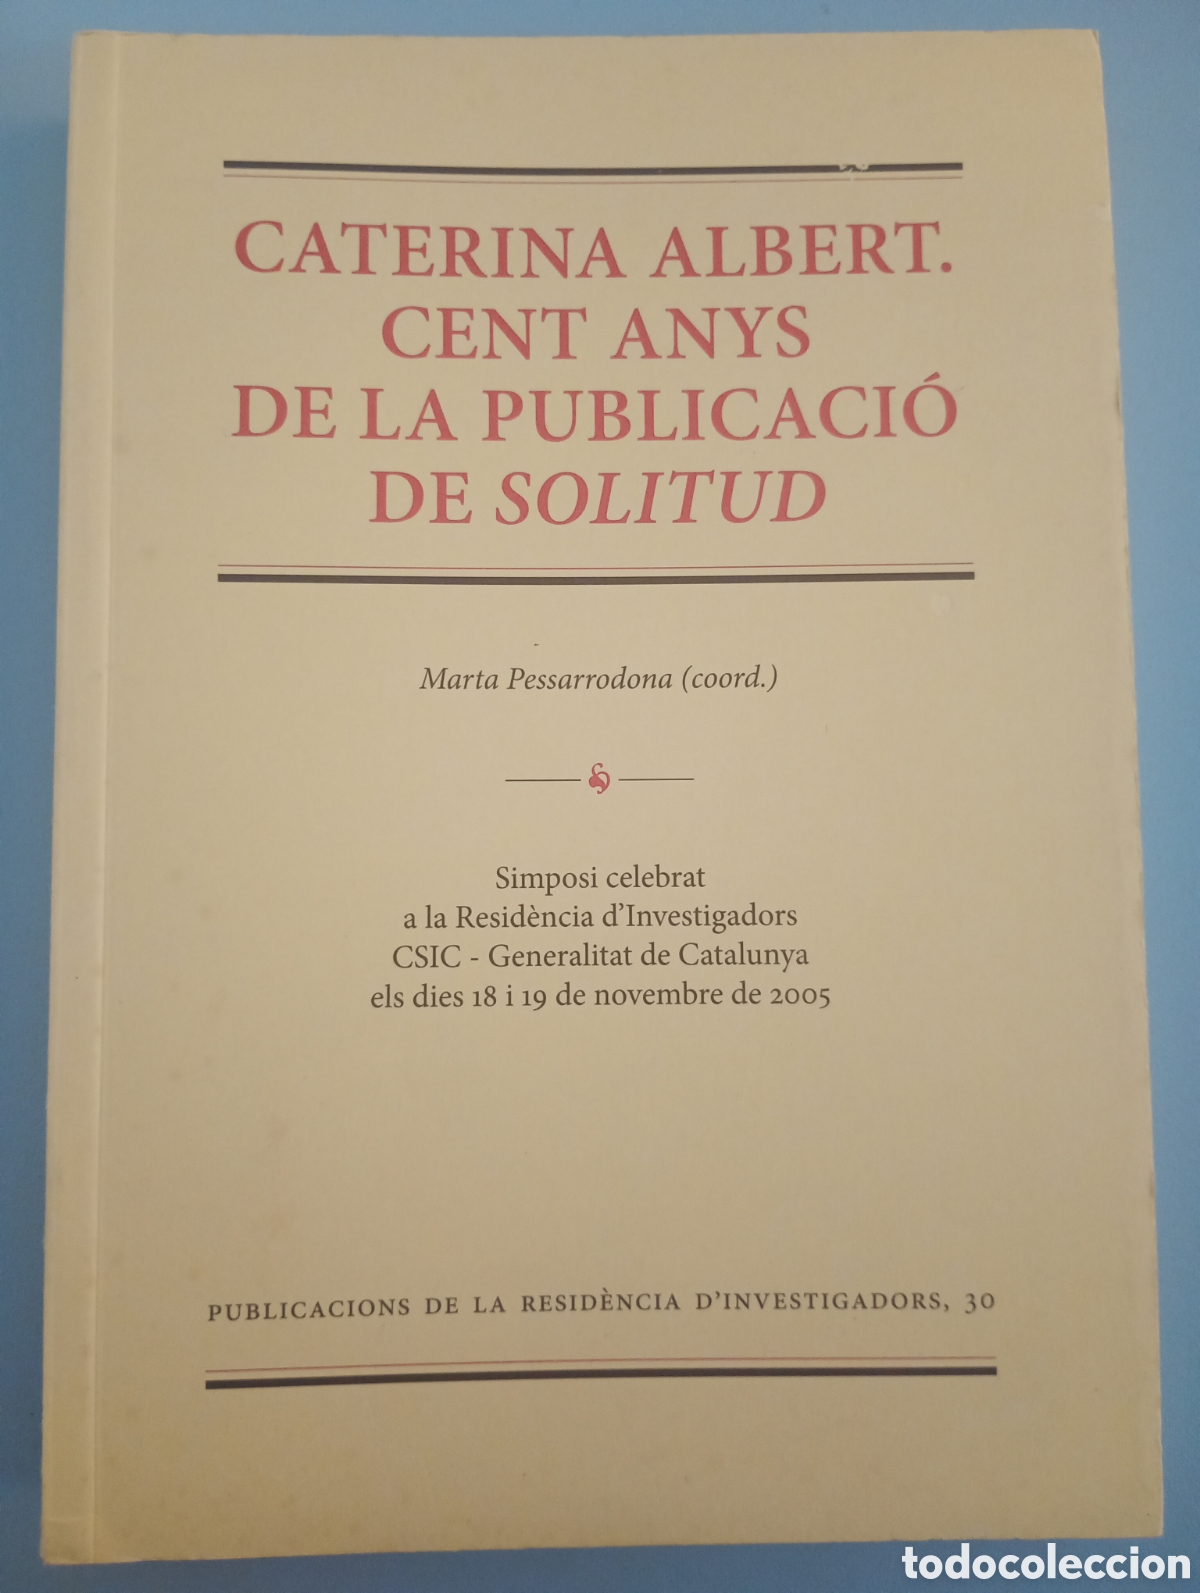 CATERINA ALBERT.
CENT ANYS
DE LA PUBLICACIÓ
DE SOLITUD
Marta Pessarrodona (coord.)
Simposi celebrat
a la Residència d'Investigadors
CSIC - Generalitat de Catalunya
els dies 18 i 19 de novembre de 2005
PUBLICACIONS DE LA RESIDÈNCIA D'INVESTIGADORS, 30
todocoleccion